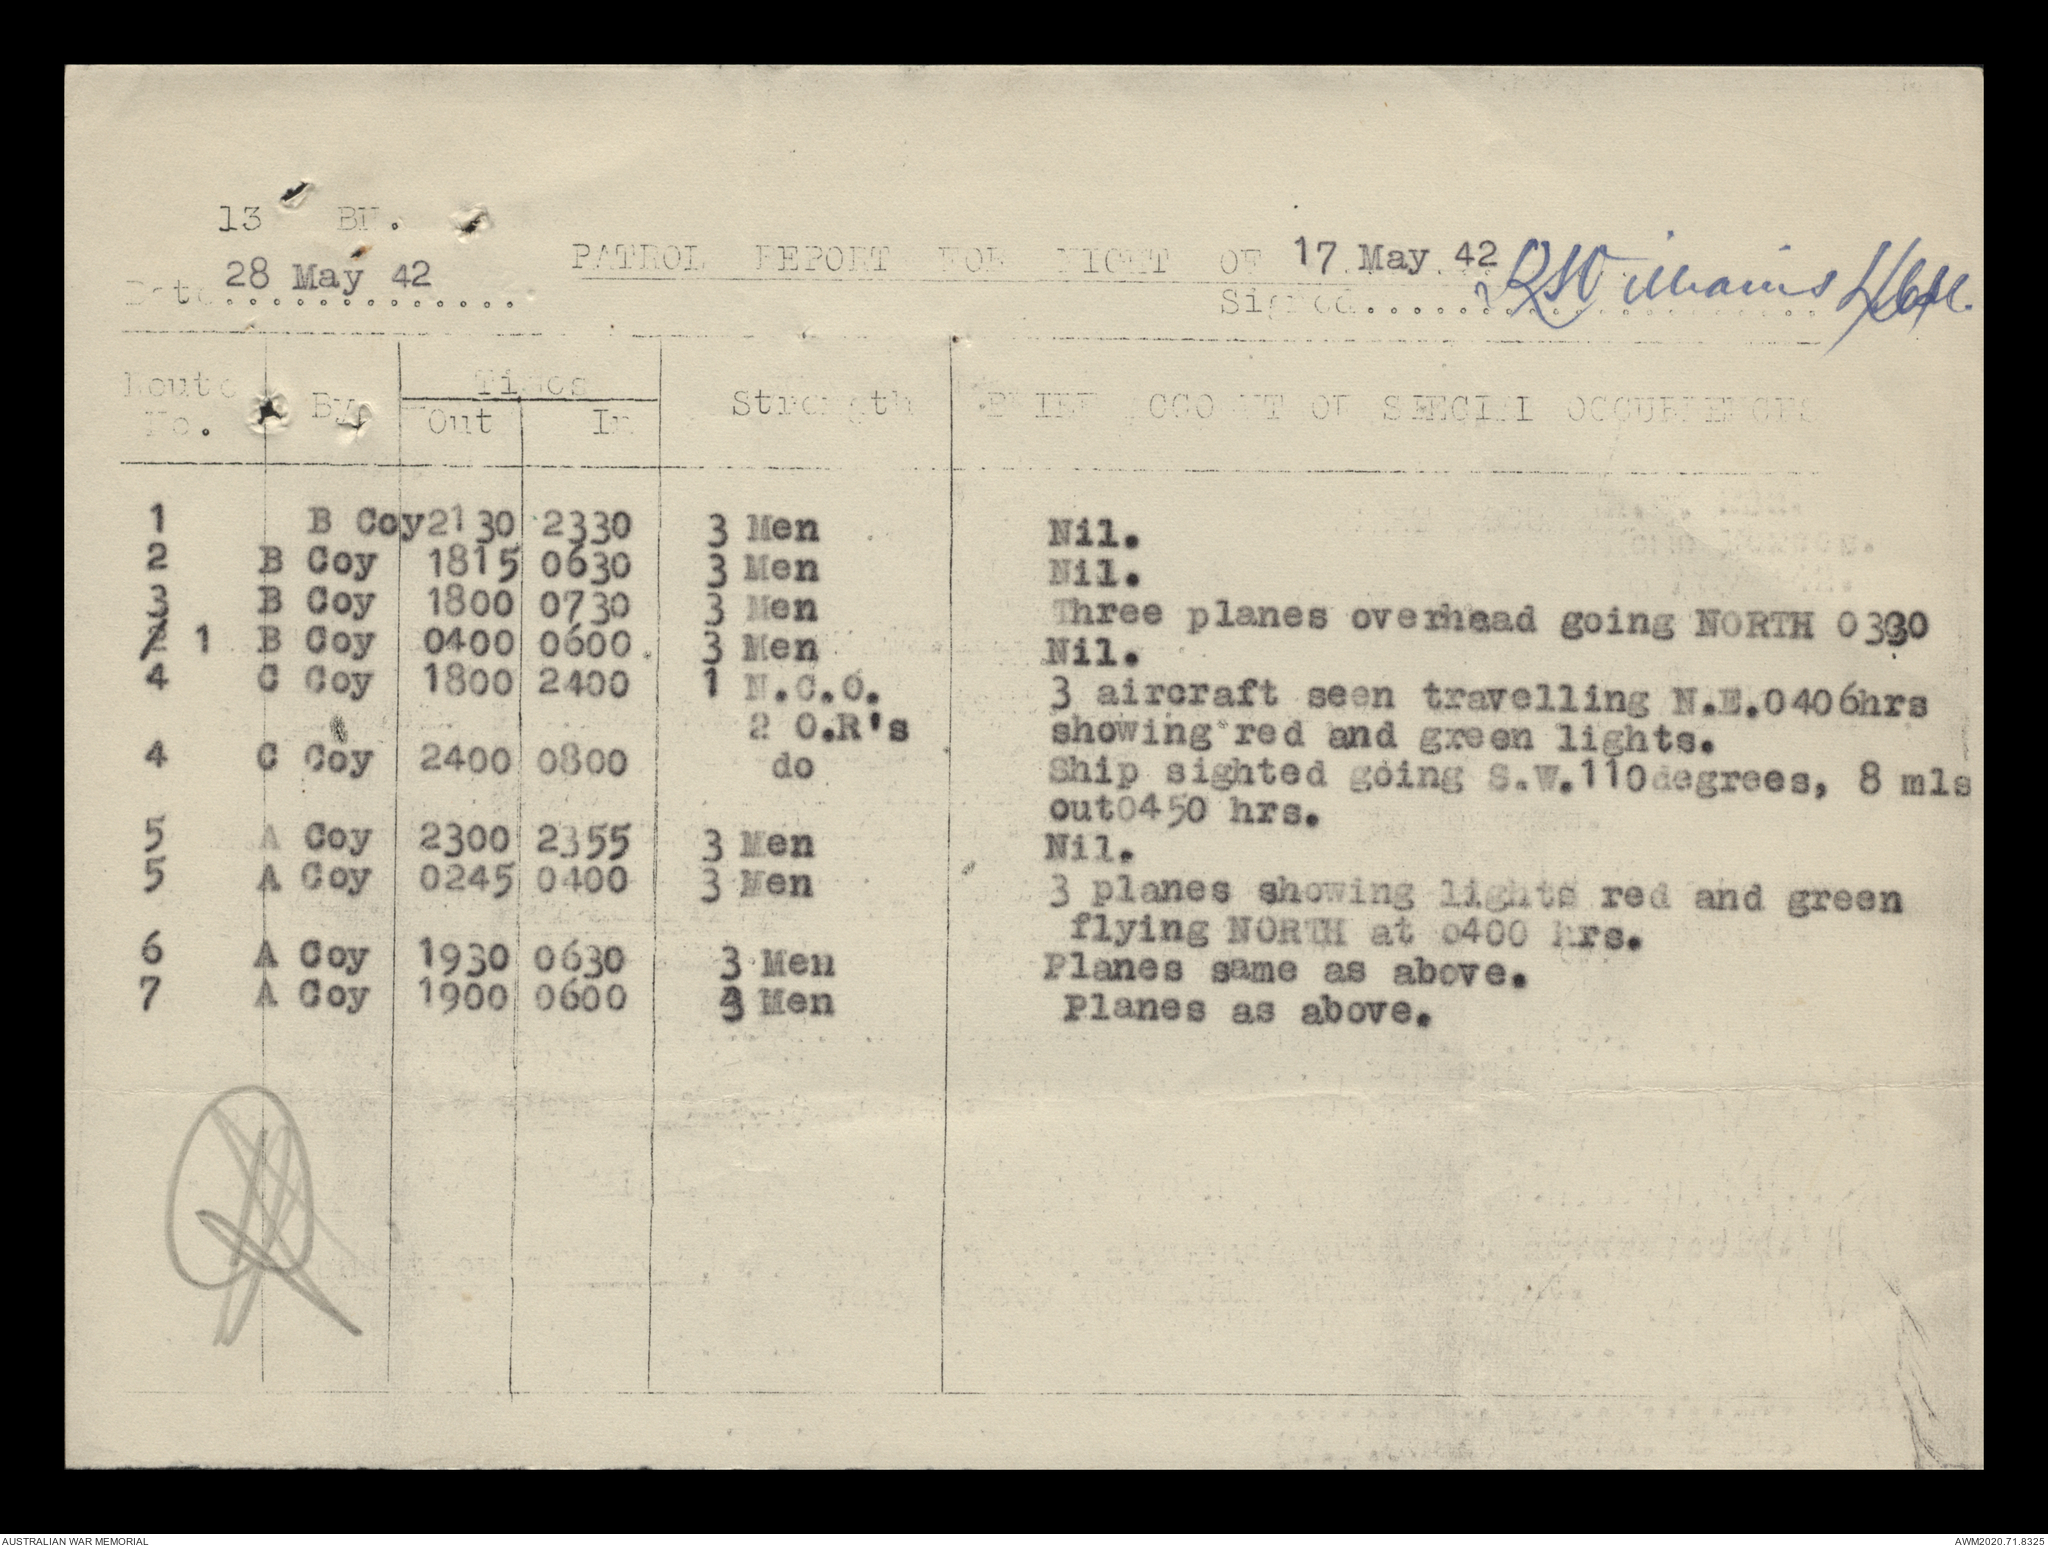 13 BN.
PATROL REPORT FOR NIGHT OF 17 May 42
Date 28 May 42
Signed Williams
Route No. By Times Out In Strength BRIEF ACCOUNT OF SPECIAL OCCURRENCES
1 B Coy 2130 2330 3 Men Nil.
2 B Coy 1815 0630 3 Men Nil.
3 B Coy 1800 0730 3 Men Three planes overhead going NORTH 0330
1 B Coy 0400 0600. 3 Men Nil.
4 C Coy 1800 2400 1 N.C.O. 3 aircraft seen travelling N.E.0406hrs
2 O.R's showing red and green lights.
4 C Coy 2400 0800 do Ship sighted going S.W.110degrees, 8 mls
out0450 hrs.
5 A Coy 2300 2355 3 Men Nil.
5 A Coy 0245 0400 3 Men 3 planes showing lights red and green
flying NORTH at 0400 hrs.
6 A Coy 1930 0630 3 Men Planes same as above.
7 A Coy 1900 0600 Men Planes as above.
AUSTRALIAN WAR MEMORIAL
AWM2020.71.8325